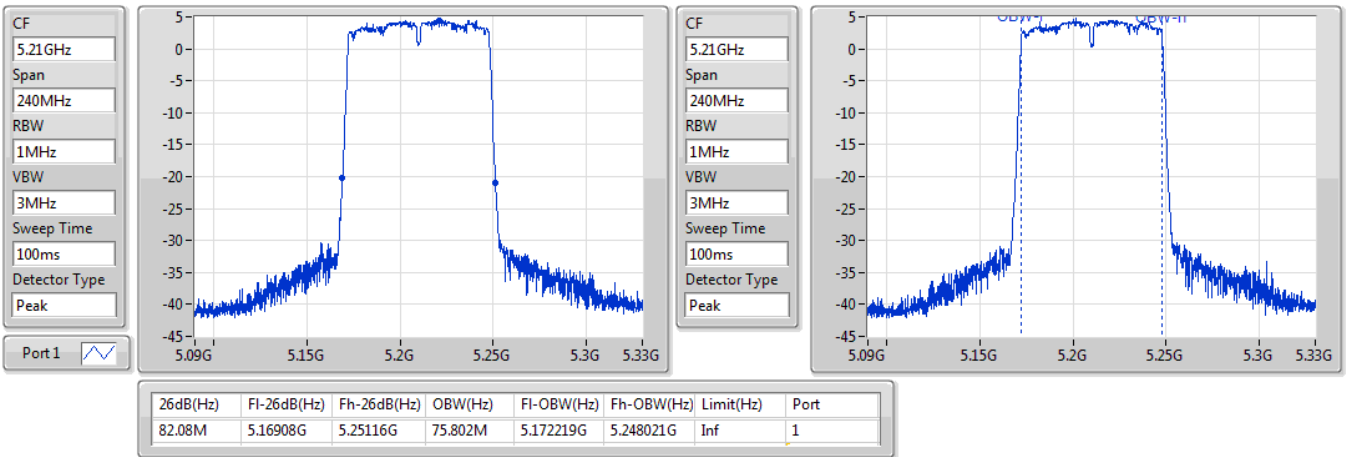 CF
5.21GHz
Span
240MHz
RBW
1MHz
VBW
3MHz
Sweep Time
100ms
Detector Type
Peak
Port 1
5
0
-5
-10
-15
-20
-25
-30
-35
-40
-45
5.09G 5.15G 5.2G 5.25G 5.3G 5.33G
CF
5.21GHz
Span
240MHz
RBW
1MHz
VBW
3MHz
Sweep Time
100ms
Detector Type
Peak
5
0
-5
-10
-15
-20
-25
-30
-35
-40
-45
5.09G 5.15G 5.2G 5.25G 5.3G 5.33G
26dB(Hz) Fl-26dB(Hz) Fh-26dB(Hz) OBW(Hz) Fl-OBW(Hz) Fh-OBW(Hz) Limit(Hz) Port
82.08M 5.16908G 5.25116G 75.802M 5.172219G 5.248021G Inf 1